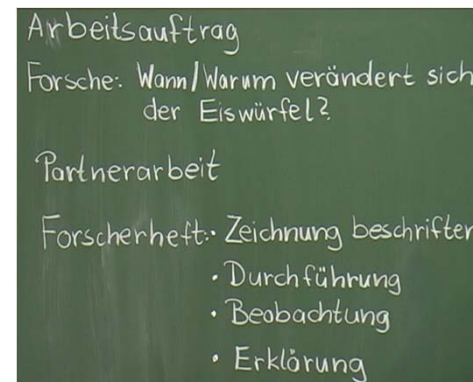 Arbeitsauftrag
Forsche: Wann/Warum verändert sich
der Eiswürfel?
Partnerarbeit
Forscherheft: • Zeichnung beschriften
• Durchführung
• Beobachtung
• Erklärung